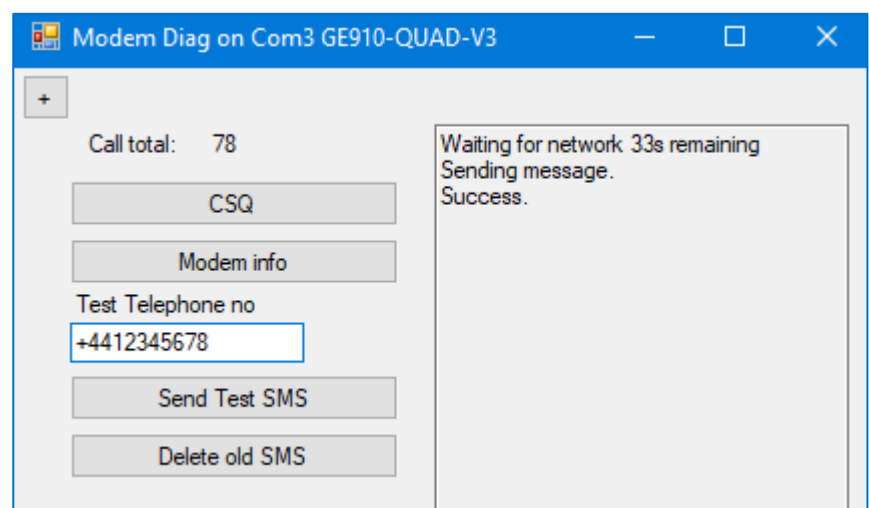 Modem Diag on Com3 GE910-QUAD-V3
+
Call total: 78
CSQ
Modem info
Test Telephone no
+4412345678
Send Test SMS
Delete old SMS
Waiting for network 33s remaining
Sending message.
Success.